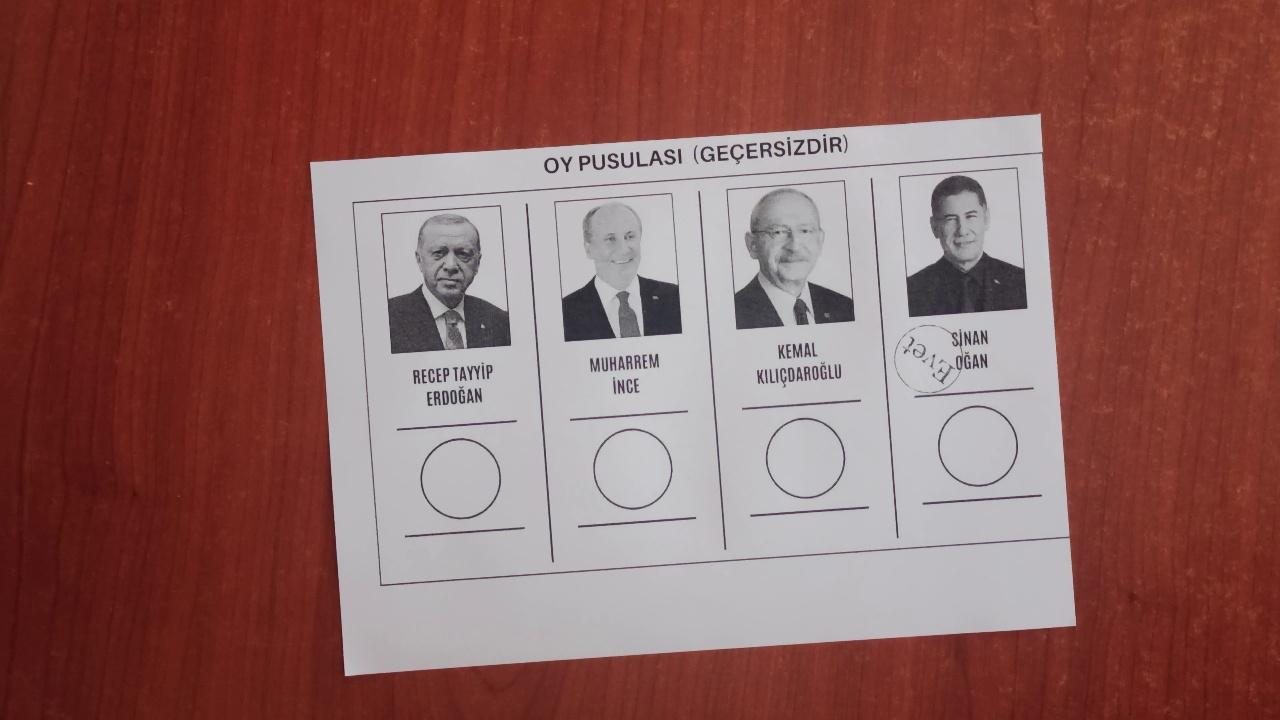 OY PUSULASI (GEÇERSİZDİR)
RECEP TAYYİP
ERDOĞAN
MUHARREM
İNCE
KEMAL
KILIÇDAROĞLU
SİNAN
OĞAN
Evet